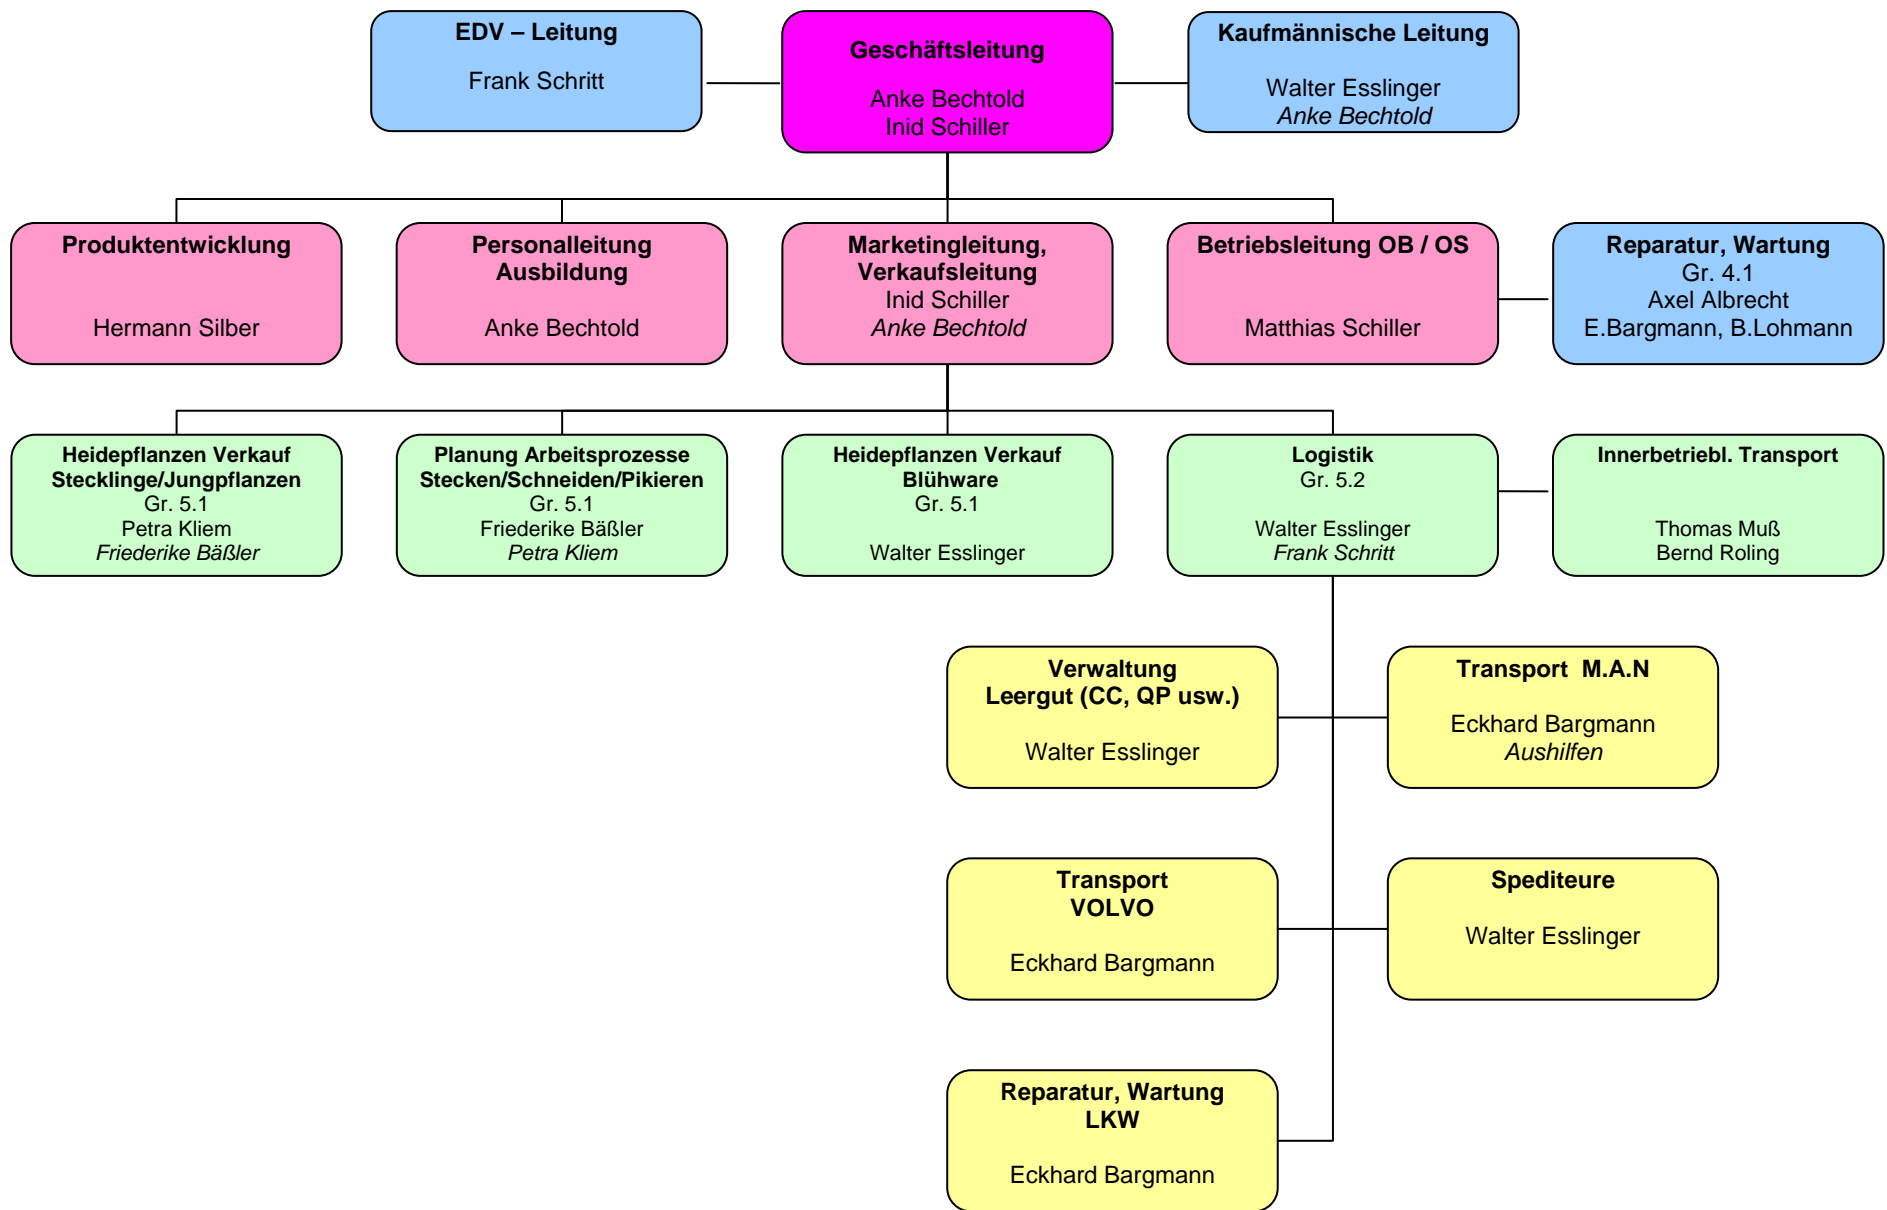 EDV – Leitung
Frank Schritt
Geschäftsleitung
Anke Bechtold
Inid Schiller
Kaufmännische Leitung
Walter Esslinger
Anke Bechtold
Produktentwicklung
Hermann Silber
Personalleitung
Ausbildung
Anke Bechtold
Marketingleitung,
Verkaufsleitung
Inid Schiller
Anke Bechtold
Betriebsleitung OB / OS
Matthias Schiller
Reparatur, Wartung
Gr. 4.1
Axel Albrecht
E.Bargmann, B.Lohmann
Heidepflanzen Verkauf
Stecklinge/Jungpflanzen
Gr. 5.1
Petra Kliem
Friederike Bäßler
Planung Arbeitsprozesse
Stecken/Schneiden/Pikieren
Gr. 5.1
Friederike Bäßler
Petra Kliem
Heidepflanzen Verkauf
Blühware
Gr. 5.1
Walter Esslinger
Logistik
Gr. 5.2
Walter Esslinger
Frank Schritt
Innerbetriebl. Transport
Thomas Muß
Bernd Roling
Verwaltung
Leergut (CC, QP usw.)
Walter Esslinger
Transport M.A.N
Eckhard Bargmann
Aushilfen
Transport
VOLVO
Eckhard Bargmann
Spediteure
Walter Esslinger
Reparatur, Wartung
LKW
Eckhard Bargmann